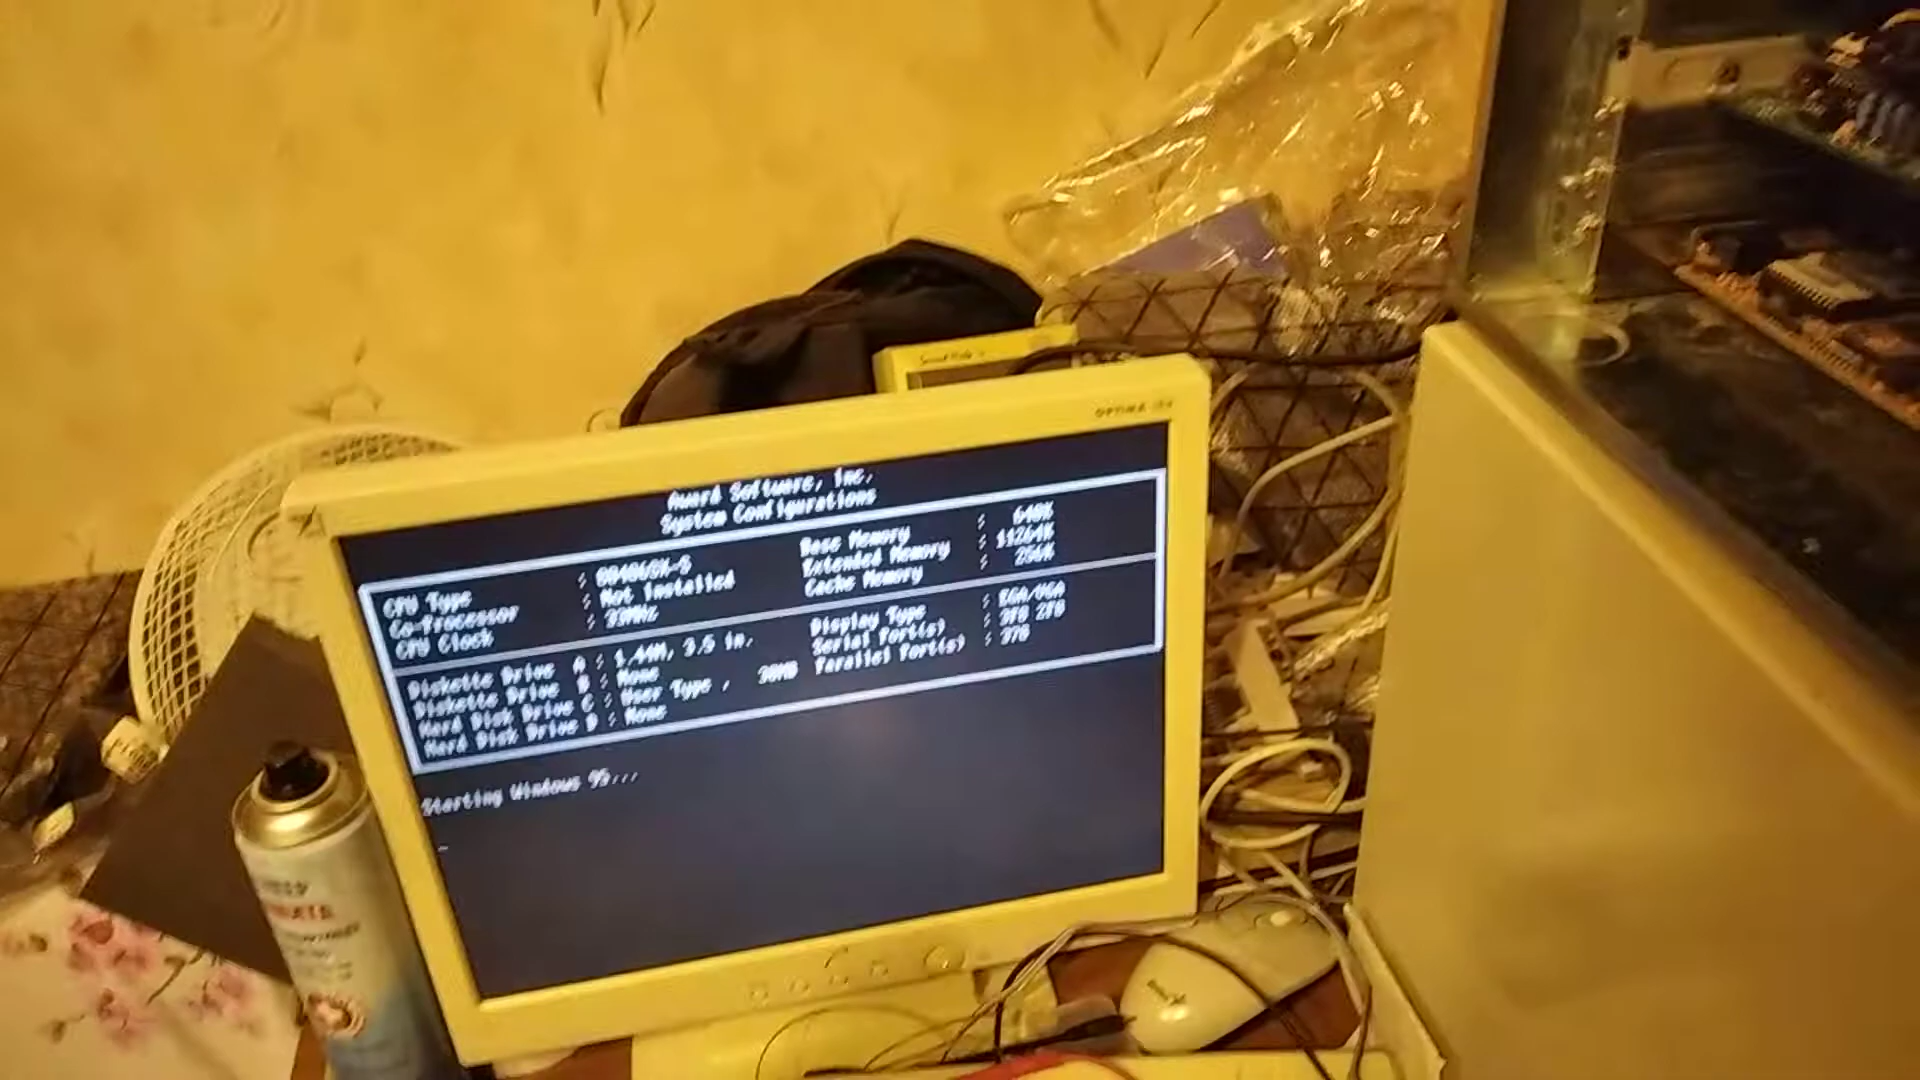 OPTIMA
Award Software, Inc.
System Configurations
CPU Type : 80486SX-S
Co-Processor : Not Installed
CPU Clock : 33MHz
Base Memory : 640K
Extended Memory : 11264K
Cache Memory : 256K
Diskette Drive A : 1.44M, 3.5 in.
Diskette Drive B : None
Hard Disk Drive C : User Type ,
Hard Disk Drive D : None
Display Type : EGA/VGA
Serial Port(s) : 3F8 2F8
Parallel Port(s) : 378
Starting Windows 95...